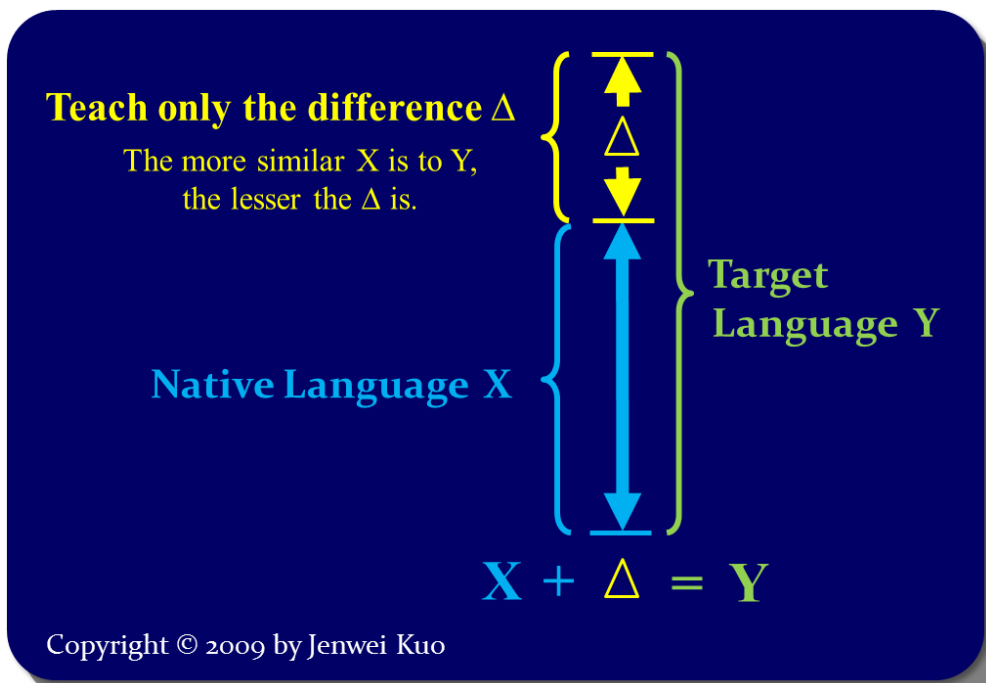 Teach only the difference Δ
The more similar X is to Y,
the lesser the Δ is.
Δ
Target
Language Y
Native Language X
X + Δ = Y
Copyright © 2009 by Jenwei Kuo